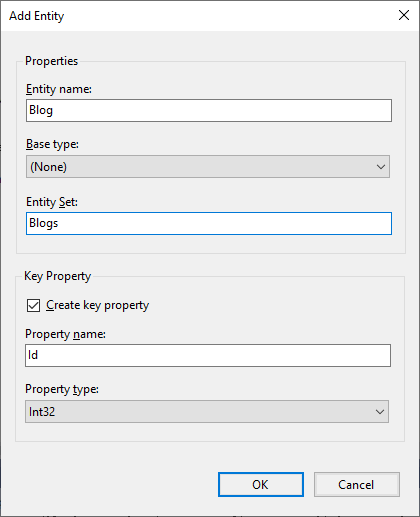 Add Entity
Properties
Entity name:
Blog
Base type:
(None)
Entity Set:
Blogs
Key Property
Create key property
Property name:
Id
Property type:
Int32
OK Cancel